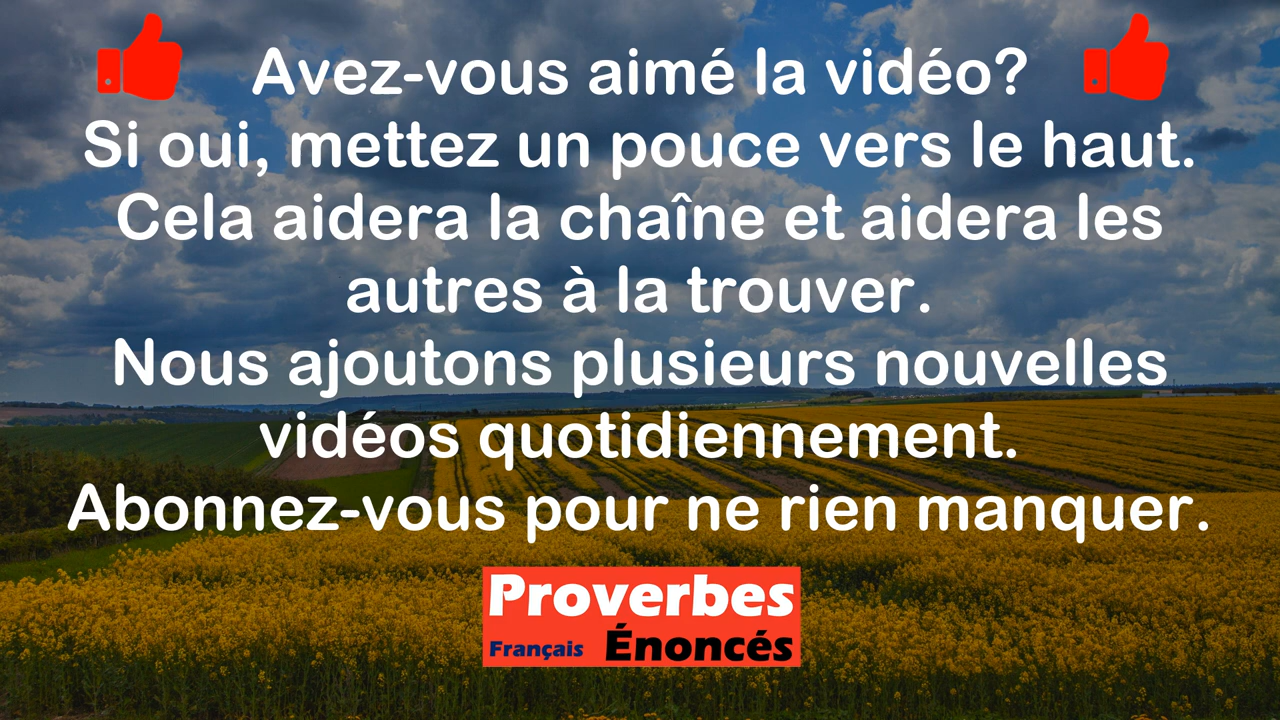 Avez-vous aimé la vidéo?
Si oui, mettez un pouce vers le haut.
Cela aidera la chaîne et aidera les
autres à la trouver.
Nous ajoutons plusieurs nouvelles
vidéos quotidiennement.
Abonnez-vous pour ne rien manquer.
Proverbes
Français Énoncés